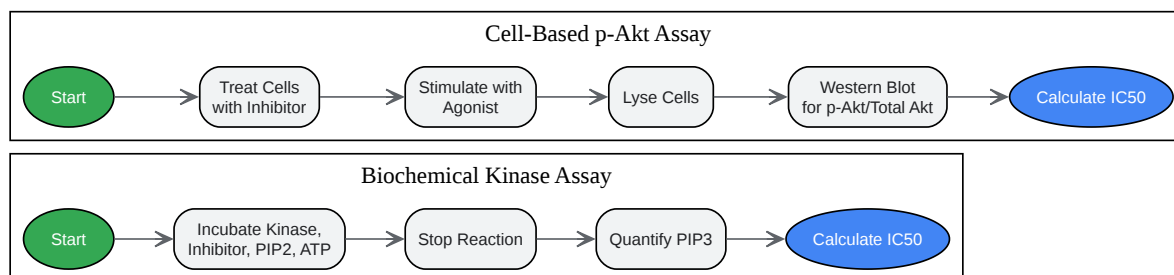 Cell-Based p-Akt Assay
Start
Treat Cells
with Inhibitor
Stimulate with
Agonist
Lyse Cells
Western Blot
for p-Akt/Total Akt
Calculate IC50
Biochemical Kinase Assay
Start
Incubate Kinase,
Inhibitor, PIP2, ATP
Stop Reaction
Quantify PIP3
Calculate IC50